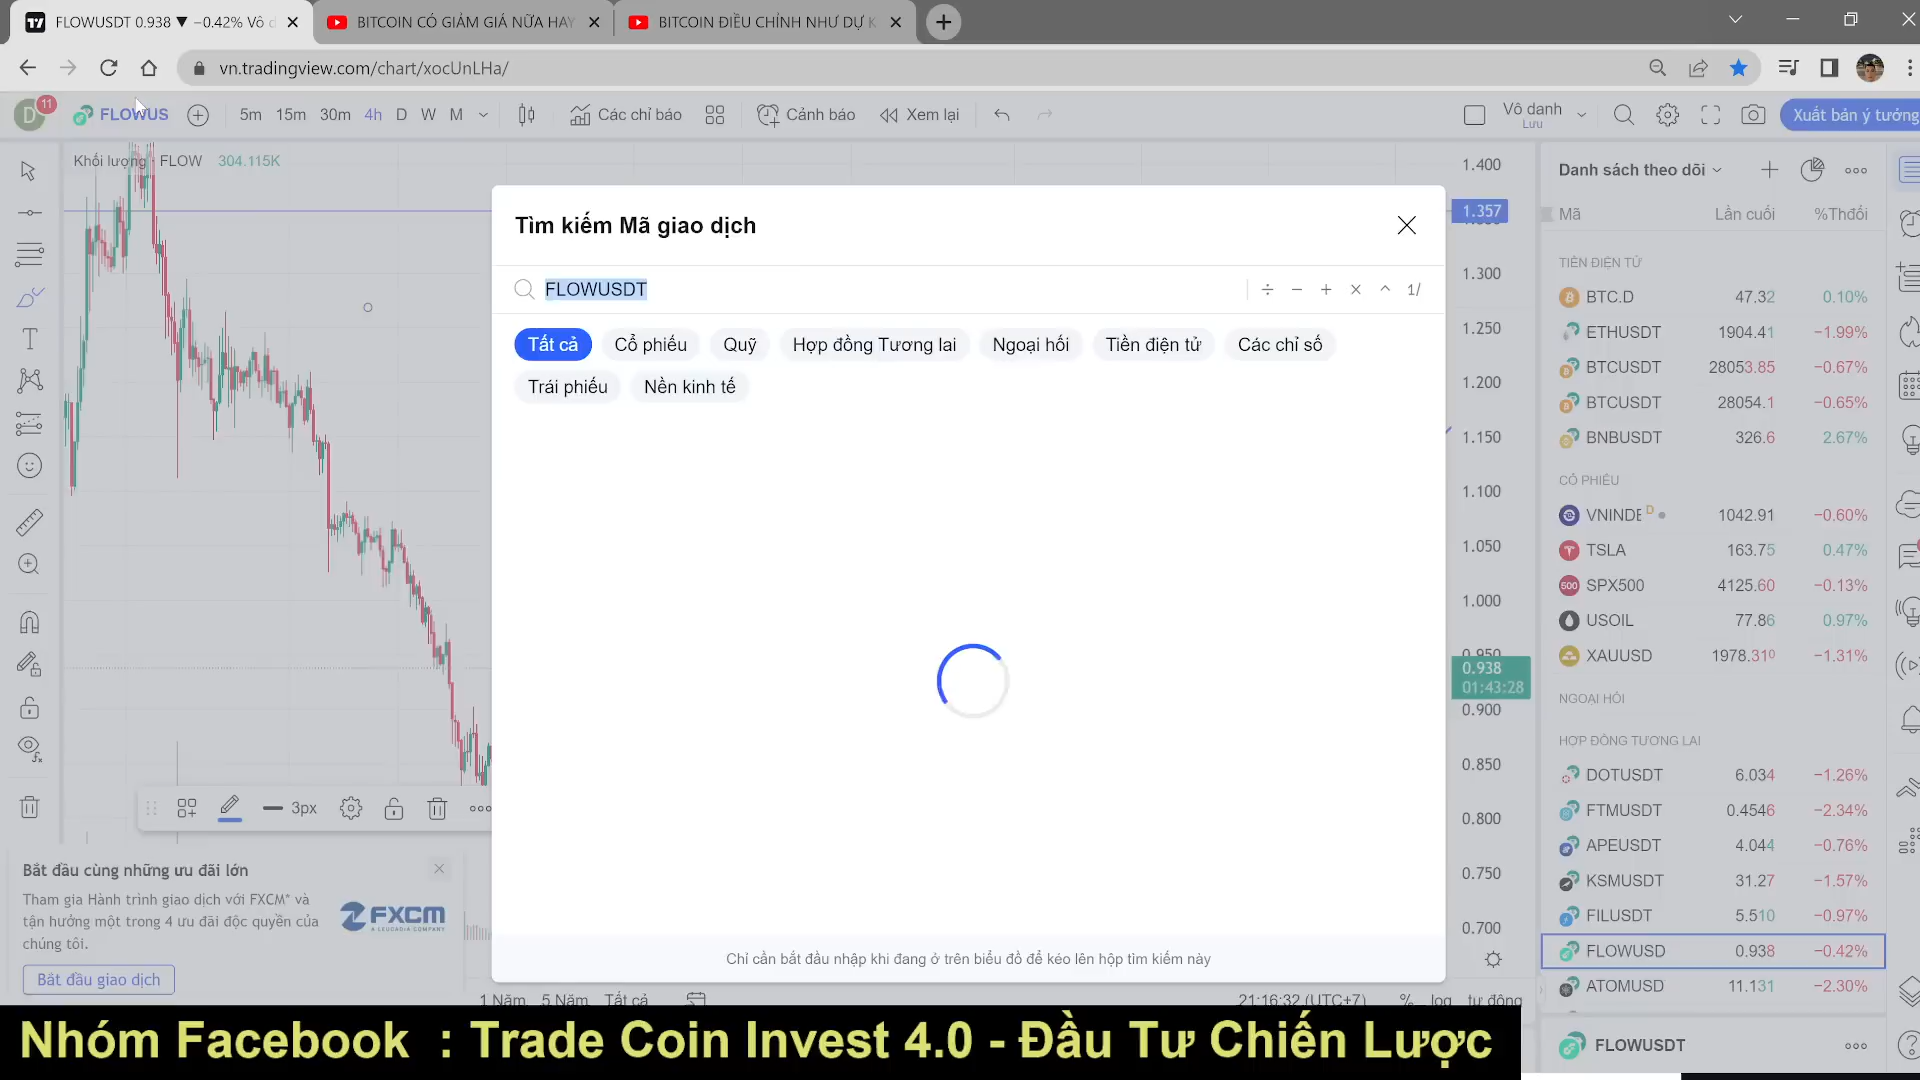 FLOWUSDT 0.938 ▼ −0.42% Vô d
BITCOIN CÓ GIẢM GIÁ NỮA HAY
BITCOIN ĐIỀU CHỈNH NHƯ DỰ K
vn.tradingview.com/chart/xocUnLHa/
D
11
FLOWUS
5m 15m 30m 4h D W M
Các chỉ báo
Cảnh báo
Xem lại
Vô danh
Lưu
Xuất bản ý tưởng
Khối lượng · FLOW 304.115K
Tìm kiếm Mã giao dịch
FLOWUSDT
÷ − + × ^ 1/
Tất cả Cổ phiếu Quỹ Hợp đồng Tương lai Ngoại hối Tiền điện tử Các chỉ số
Trái phiếu Nền kinh tế
Chỉ cần bắt đầu nhập khi đang ở trên biểu đồ để kéo lên hộp tìm kiếm này
1.400
1.357
1.300
1.250
1.200
1.150
1.100
1.050
1.000
0.950
0.938
01:43:28
0.900
0.850
0.800
0.750
0.700
Danh sách theo dõi
Mã Lần cuối %Thđổi
TIỀN ĐIỆN TỬ
BTC.D 47.32 0.10%
ETHUSDT 1904.41 −1.99%
BTCUSDT 28053.85 −0.67%
BTCUSDT 28054.1 −0.65%
BNBUSDT 326.6 2.67%
CỔ PHIẾU
VNINDE D 1042.91 −0.60%
TSLA 163.75 0.47%
500 SPX500 4125.60 −0.13%
USOIL 77.86 0.97%
XAUUSD 1978.310 −1.31%
NGOẠI HỐI
HỢP ĐỒNG TƯƠNG LAI
DOTUSDT 6.034 −1.26%
FTMUSDT 0.4546 −2.34%
APEUSDT 4.044 −0.76%
KSMUSDT 31.27 −1.57%
FILUSDT 5.510 −0.97%
FLOWUSD 0.938 −0.42%
ATOMUSD 11.131 −2.30%
FLOWUSDT
3px
Bắt đầu cùng những ưu đãi lớn
Tham gia Hành trình giao dịch với FXCM* và
tận hưởng một trong 4 ưu đãi độc quyền của
chúng tôi.
FXCM
A LEUCADIA COMPANY
Bắt đầu giao dịch
1 Năm 5 Năm Tất cả
21:16:32 (UTC+7) % log tự động
Nhóm Facebook : Trade Coin Invest 4.0 - Đầu Tư Chiến Lược